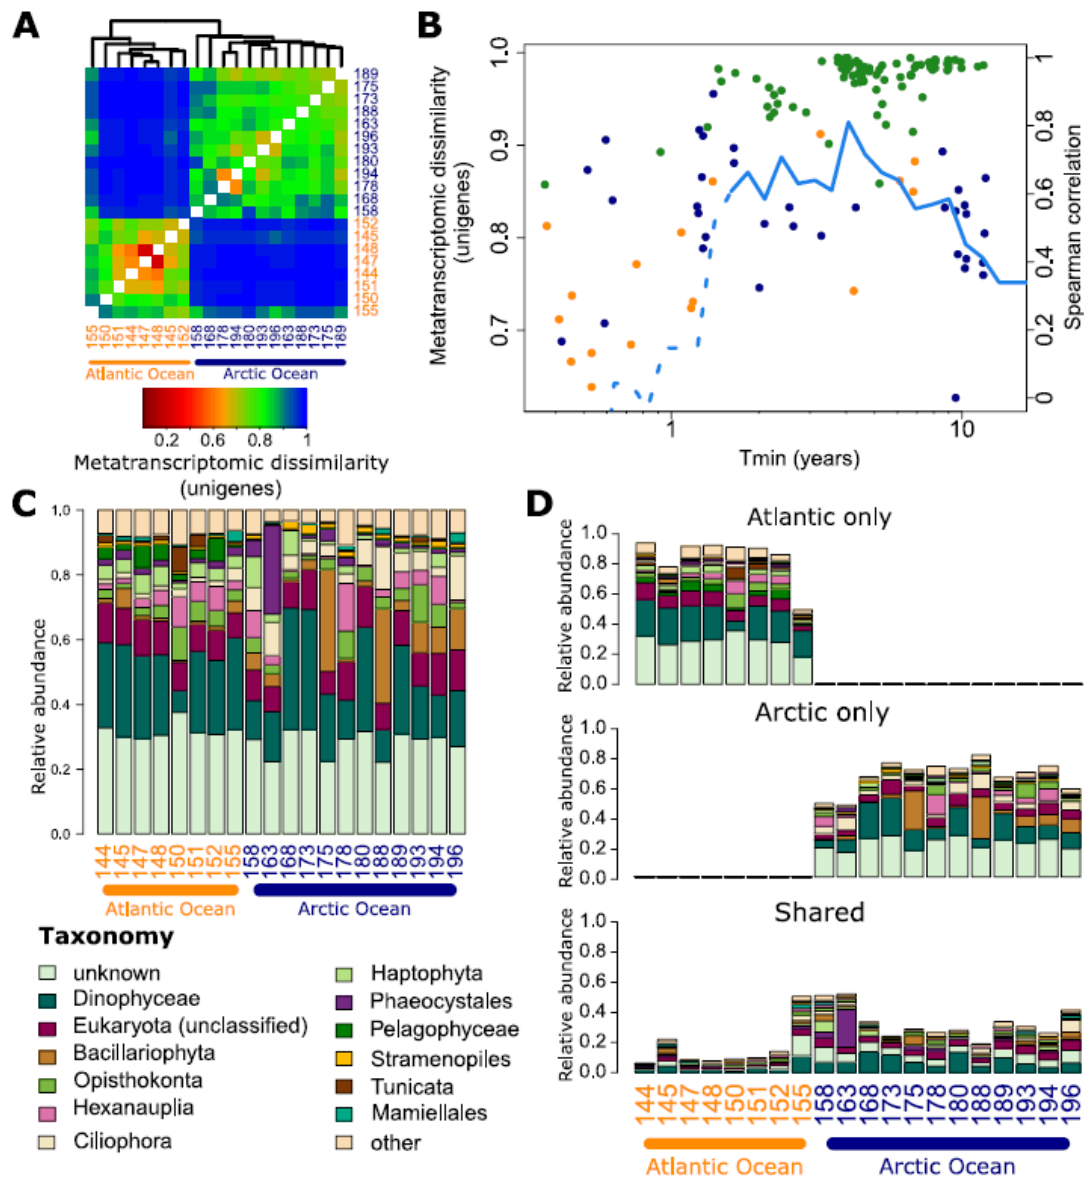 A
189
175
173
188
163
196
193
180
194
178
168
158
152
145
148
147
144
151
150
155
155 150 151 144 147 148 145 152 158 168 178 194 180 193 196 163 188 173 175 189
Atlantic Ocean Arctic Ocean
0.2 0.6 0.8 1
Metatranscriptomic dissimilarity
(unigenes)
B
Metatranscriptomic dissimilarity
(unigenes)
1.0
0.9
0.8
0.7
1
0.8
0.6
0.4
0.2
0
Spearman correlation
1 10
Tmin (years)
C
Relative abundance
1.0
0.8
0.6
0.4
0.2
0.0
144 145 147 148 150 151 152 155 158 163 168 173 175 178 180 188 189 193 194 196
Atlantic Ocean Arctic Ocean
Taxonomy
unknown
Dinophyceae
Eukaryota (unclassified)
Bacillariophyta
Opisthokonta
Hexanauplia
Ciliophora
Haptophyta
Phaeocystales
Pelagophyceae
Stramenopiles
Tunicata
Mamiellales
other
D
Atlantic only
Relative abundance
1.0
0.8
0.6
0.4
0.2
0.0
Arctic only
Relative abundance
1.0
0.8
0.6
0.4
0.2
0.0
Shared
Relative abundance
1.0
0.8
0.6
0.4
0.2
0.0
144 145 147 148 150 151 152 155 158 163 168 173 175 178 180 188 189 193 194 196
Atlantic Ocean Arctic Ocean